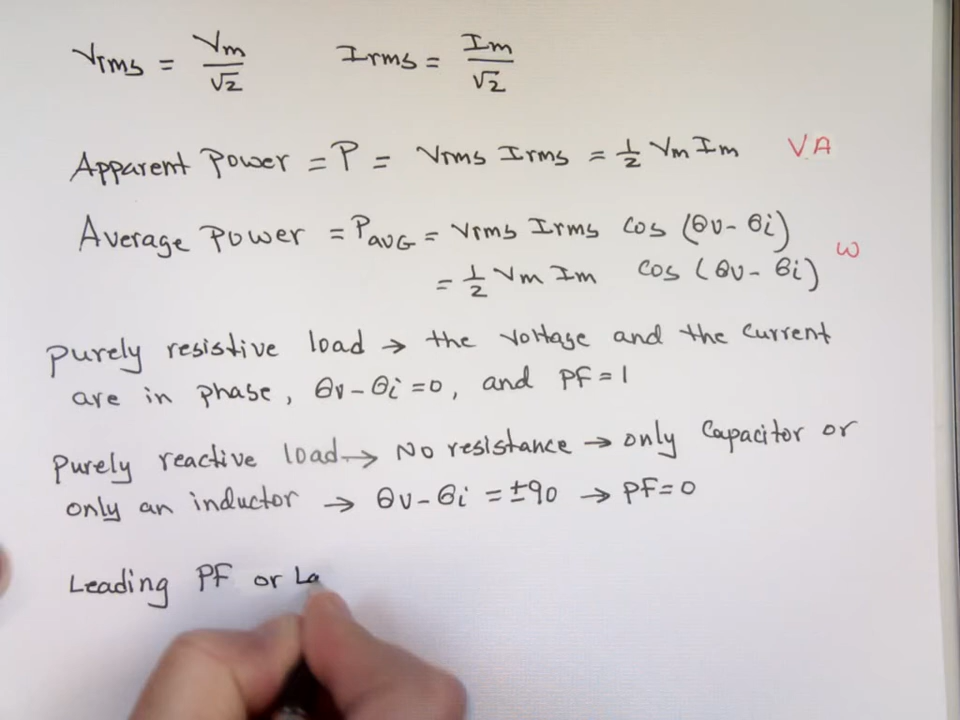 Vrms = Vm/√2   Irms = Im/√2
Apparent Power = P = Vrms Irms = 1/2 Vm Im   VA
Average Power = PAVG = Vrms Irms cos (θv - θi)
= 1/2 Vm Im cos (θv - θi)   W
Purely resistive load → the voltage and the current
are in phase, θv - θi = 0, and PF = 1
Purely reactive load → No resistance → only capacitor or
only an inductor → θv - θi = ±90 → PF = 0
Leading PF or La